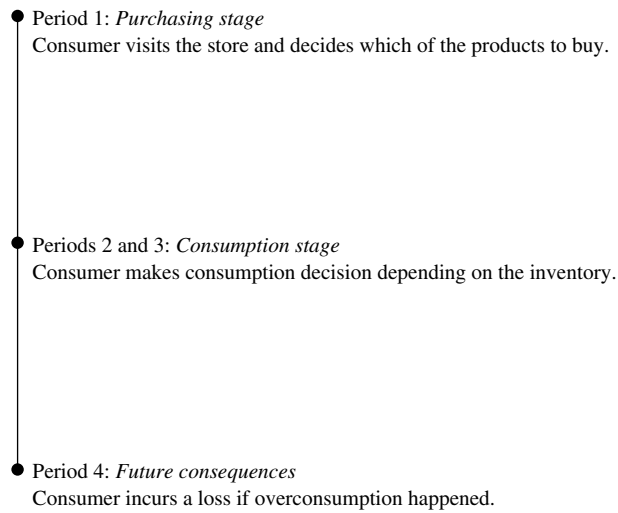 Period 1: Purchasing stage
Consumer visits the store and decides which of the products to buy.
Periods 2 and 3: Consumption stage
Consumer makes consumption decision depending on the inventory.
Period 4: Future consequences
Consumer incurs a loss if overconsumption happened.